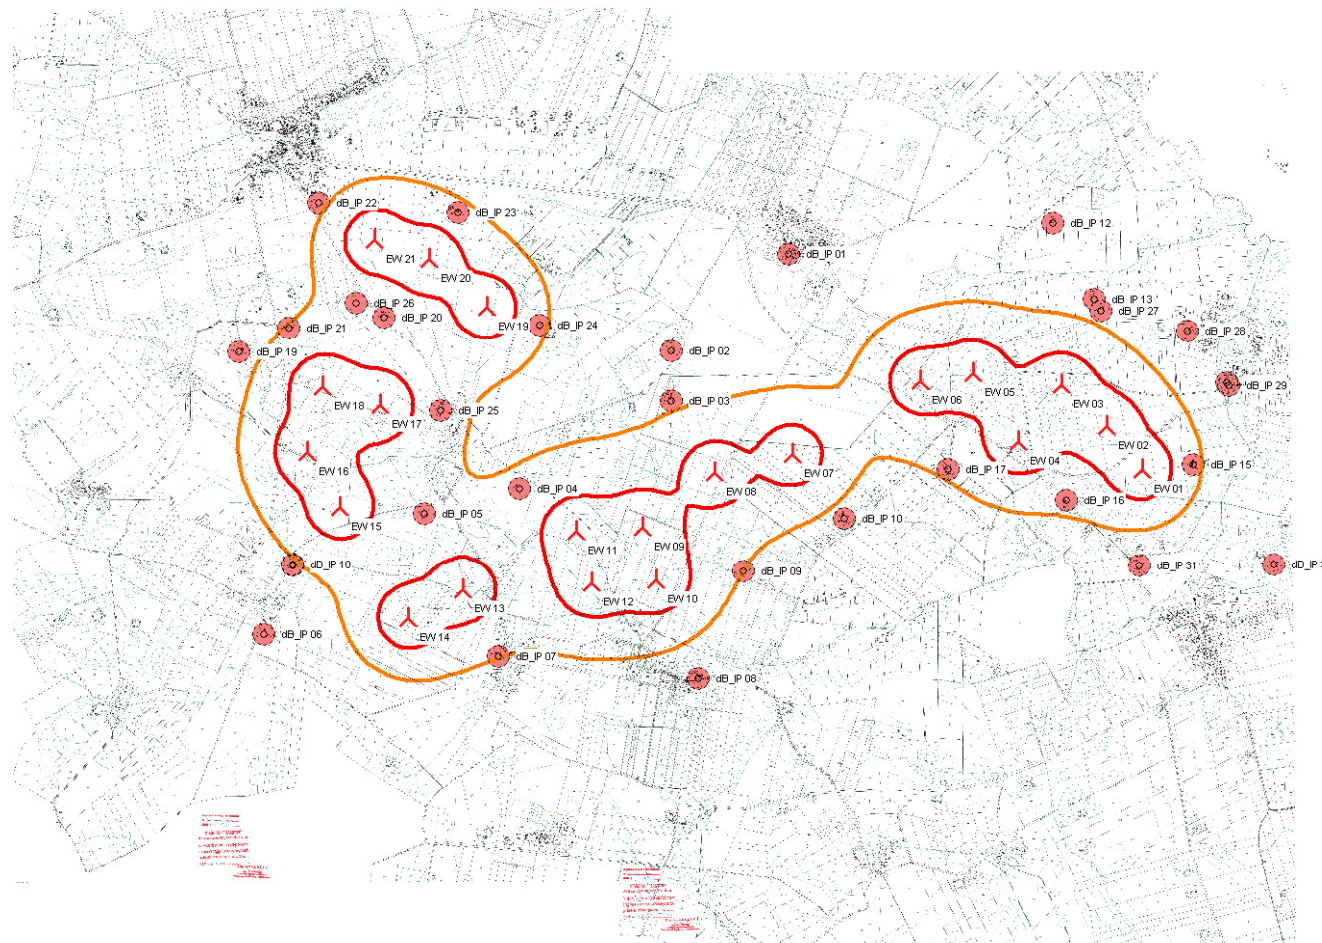 dB_IP 22
dB_IP 23
dB_IP 12
EW 21
dB_IP 01
EW 20
dB_IP 26
dB_IP 13
dB_IP 20
dB_IP 27
EW 19
dB_IP 24
dB_IP 21
dB_IP 28
dB_IP 19
dB_IP 02
dB_IP 29
EW 05
EW 06
dB_IP 03
EW 03
EW 18
dB_IP 25
EW 17
EW 02
EW 04
dB_IP 15
EW 07
dB_IP 17
EW 16
EW 01
dB_IP 04
EW 08
dB_IP 16
dB_IP 05
dB_IP 10
EW 15
EW 11
EW 09
dD_IP 10
dB_IP 31
dB_IP 09
EW 12
EW 10
EW 13
dB_IP 06
EW 14
dB_IP 07
dB_IP 08